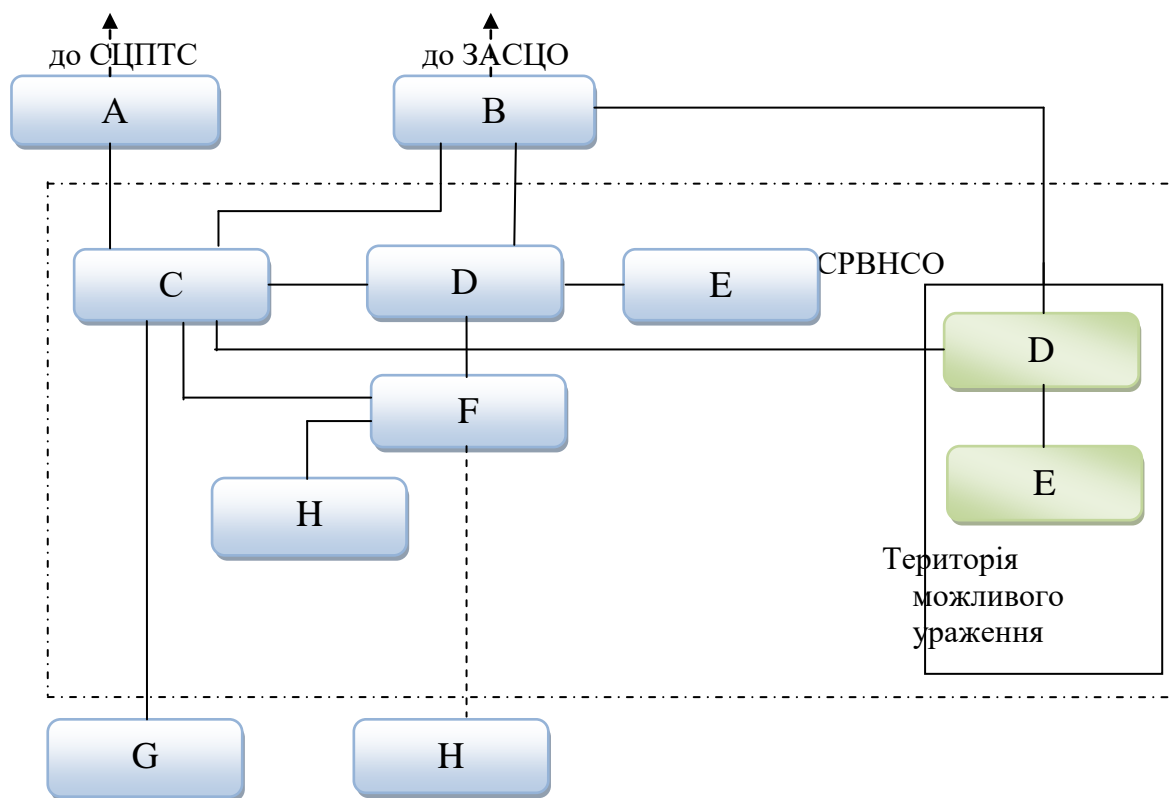 до СЦПТС
до ЗАСЦО
A
B
C
D
E
СРВНСО
D
F
E
H
Територія
можливого
ураження
G
H